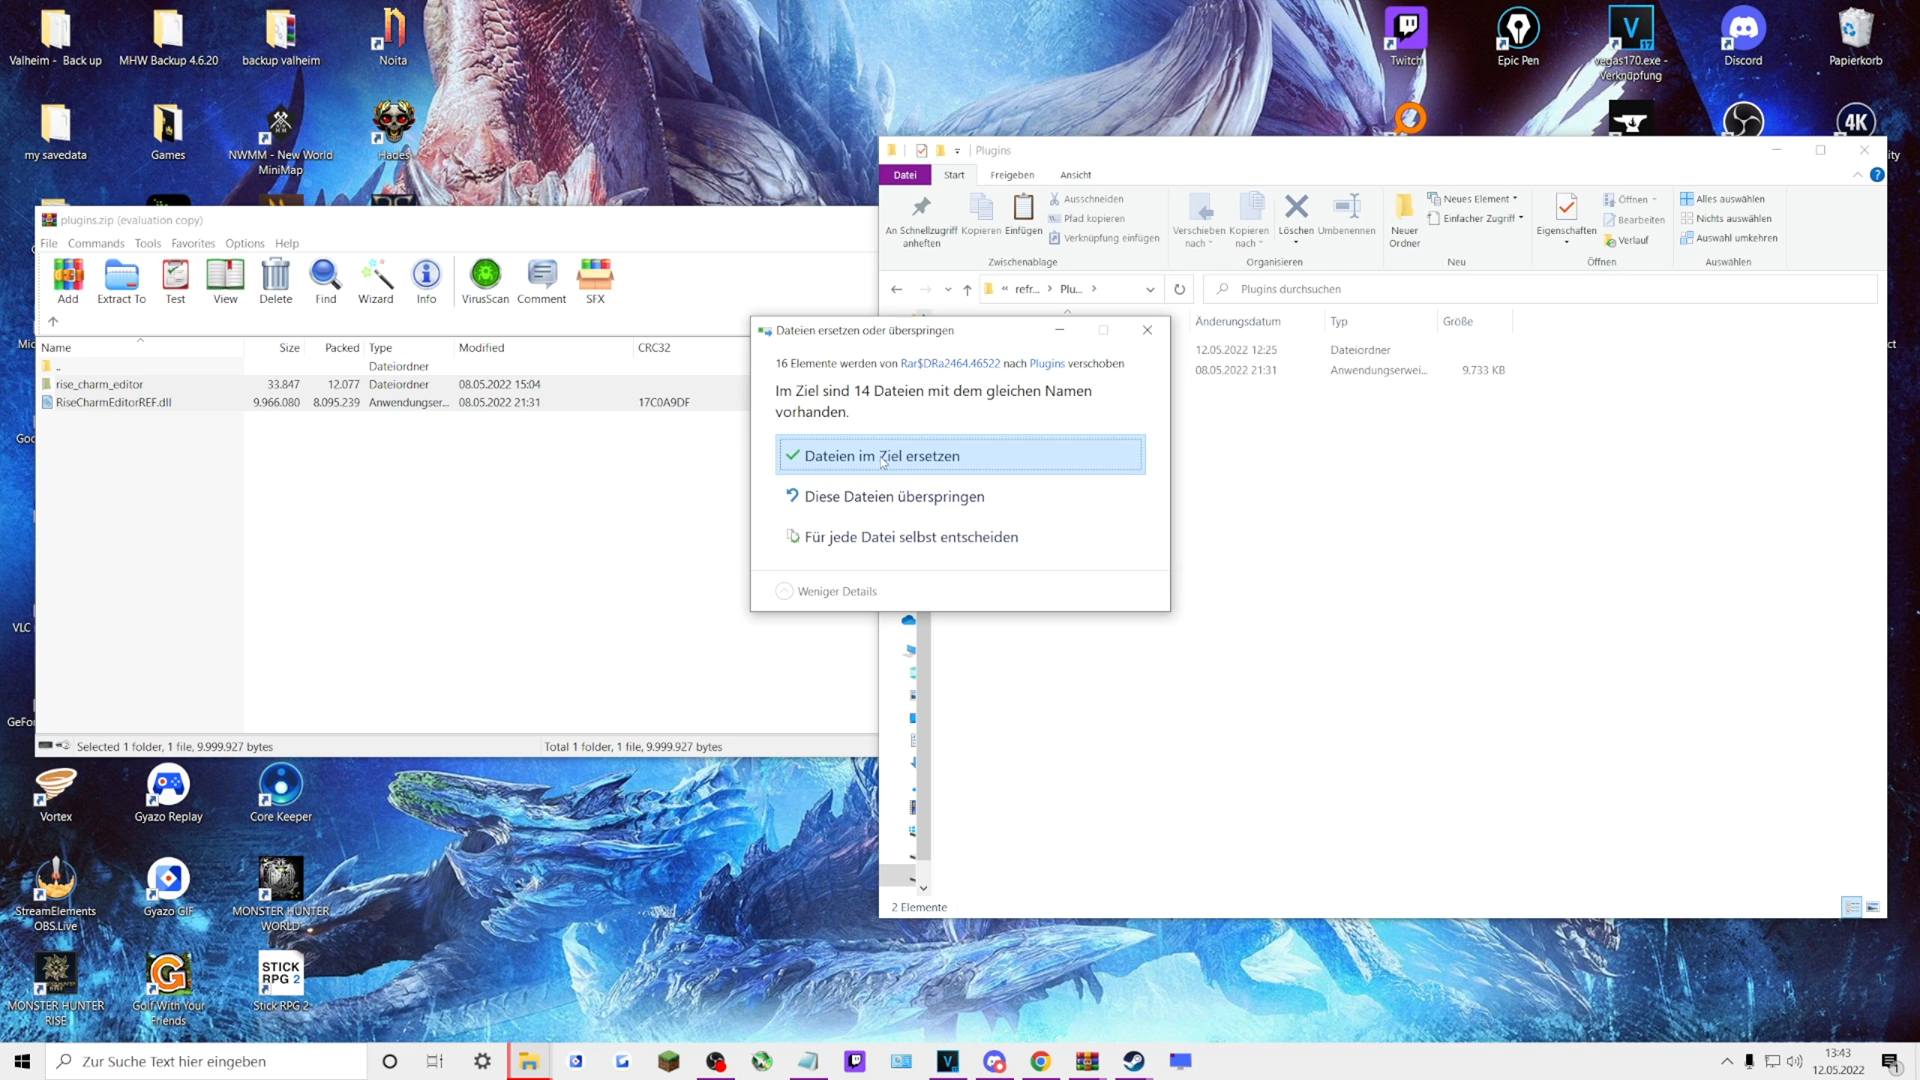 Valheim - Back up
MHW Backup 4.6.20
backup valheim
Noita
my savedata
Games
NWMM - New World
MiniMap
Hades
Twitch
Epic Pen
vegas170.exe -
Verknüpfung
Discord
Papierkorb
4K
plugins.zip (evaluation copy)
File
Commands
Tools
Favorites
Options
Help
Add
Extract To
Test
View
Delete
Find
Wizard
Info
VirusScan
Comment
SFX
Name
Size
Packed
Type
Modified
CRC32
..
Dateiordner
rise_charm_editor
33.847
12.077
Dateiordner
08.05.2022 15:04
RiseCharmEditorREF.dll
9.966.080
8.095.239
Anwendungser...
08.05.2022 21:31
17C0A9DF
Selected 1 folder, 1 file, 9.999.927 bytes
Total 1 folder, 1 file, 9.999.927 bytes
Plugins
Datei
Start
Freigeben
Ansicht
An Schnellzugriff
anheften
Kopieren
Einfügen
Ausschneiden
Pfad kopieren
Verknüpfung einfügen
Zwischenablage
Verschieben
nach
Kopieren
nach
Löschen
Umbenennen
Organisieren
Neuer
Ordner
Neues Element
Einfacher Zugriff
Neu
Eigenschaften
Öffnen
Bearbeiten
Verlauf
Öffnen
Alles auswählen
Nichts auswählen
Auswahl umkehren
Auswählen
« refr... > Plu... >
Plugins durchsuchen
Änderungsdatum
Typ
Größe
12.05.2022 12:25
Dateiordner
08.05.2022 21:31
Anwendungserwei...
9.733 KB
2 Elemente
Dateien ersetzen oder überspringen
16 Elemente werden von Rar$DRa2464.46522 nach Plugins verschoben
Im Ziel sind 14 Dateien mit dem gleichen Namen
vorhanden.
Dateien im Ziel ersetzen
Diese Dateien überspringen
Für jede Datei selbst entscheiden
Weniger Details
VLC
Vortex
Gyazo Replay
Core Keeper
StreamElements
OBS.Live
Gyazo GIF
MONSTER HUNTER
WORLD
MONSTER HUNTER
RISE
Golf With Your
Friends
STICK
RPG 2
Stick RPG 2
Zur Suche Text hier eingeben
13:43
12.05.2022
1